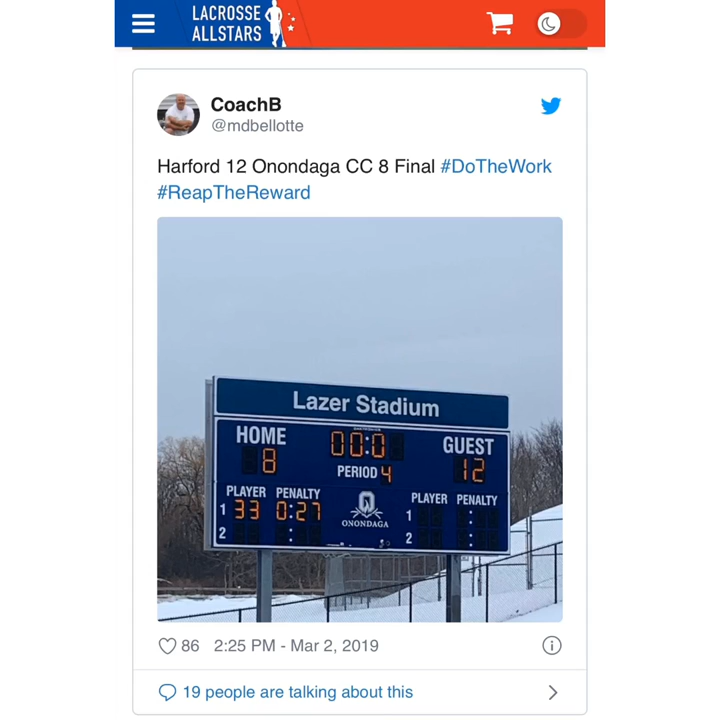 LACROSSE
ALLSTARS
CoachB
@mdbellotte
Harford 12 Onondaga CC 8 Final #DoTheWork
#ReapTheReward
Lazer Stadium
HOME 00:0 GUEST
8 PERIOD 4 12
PLAYER PENALTY PLAYER PENALTY
1 33 0:27 1 :
2 : ONONDAGA 2 :
86 2:25 PM - Mar 2, 2019
19 people are talking about this